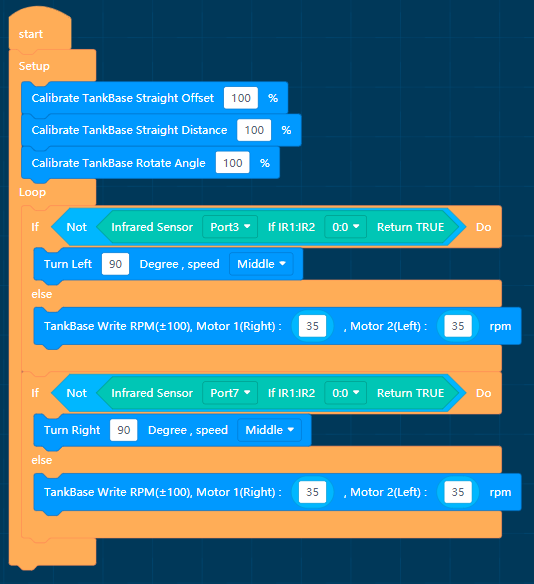 start
Setup
Calibrate TankBase Straight Offset 100 %
Calibrate TankBase Straight Distance 100 %
Calibrate TankBase Rotate Angle 100 %
Loop
If Not Infrared Sensor Port3 If IR1:IR2 0:0 Return TRUE Do
Turn Left 90 Degree , speed Middle
else
TankBase Write RPM(±100), Motor 1(Right) : 35 , Motor 2(Left) : 35 rpm
If Not Infrared Sensor Port7 If IR1:IR2 0:0 Return TRUE Do
Turn Right 90 Degree , speed Middle
else
TankBase Write RPM(±100), Motor 1(Right) : 35 , Motor 2(Left) : 35 rpm